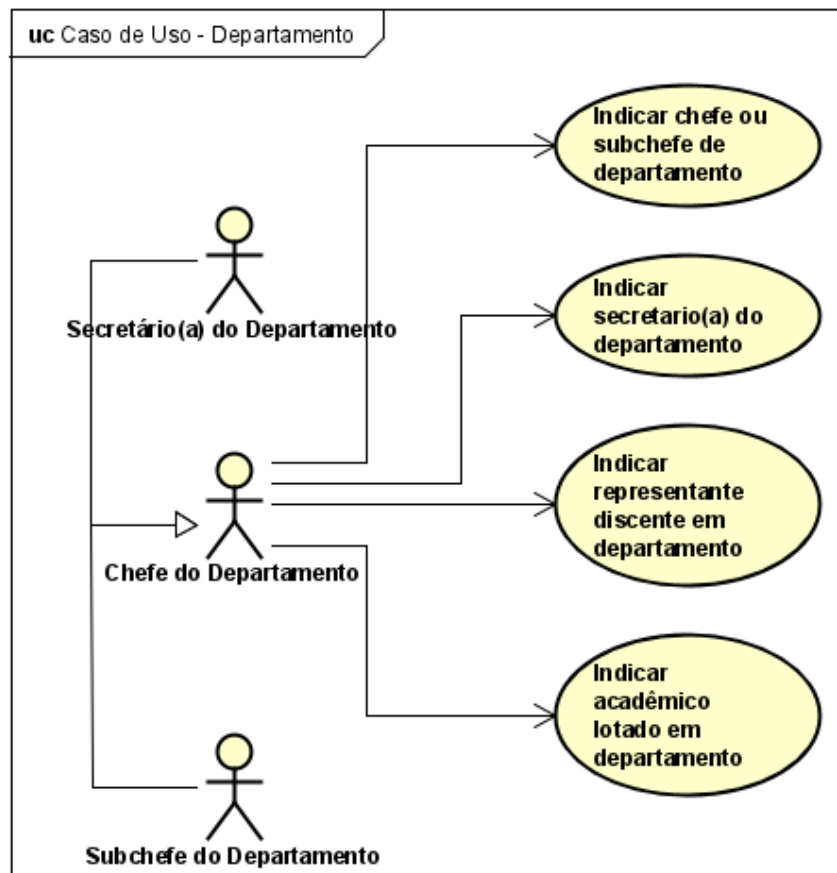 uc Caso de Uso - Departamento
Indicar chefe ou
subchefe de
departamento
Secretário(a) do Departamento
Indicar
secretario(a) do
departamento
Chefe do Departamento
Indicar
representante
discente em
departamento
Indicar
acadêmico
lotado em
departamento
Subchefe do Departamento